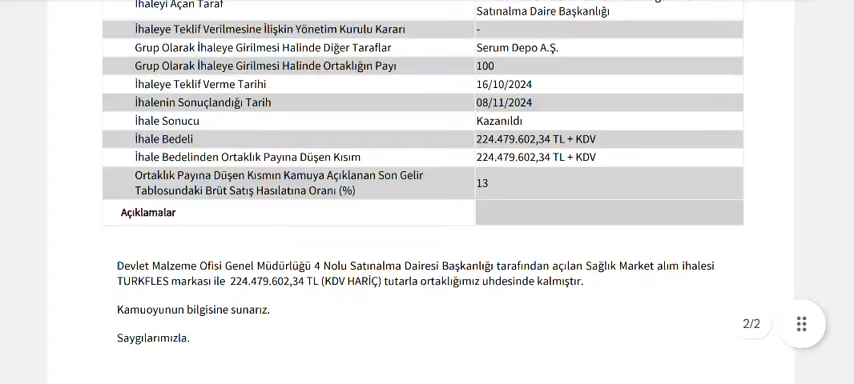 İhaleyi Açan Taraf
Satınalma Daire Başkanlığı
İhaleye Teklif Verilmesine İlişkin Yönetim Kurulu Kararı -
Grup Olarak İhaleye Girilmesi Halinde Diğer Taraflar Serum Depo A.Ş.
Grup Olarak İhaleye Girilmesi Halinde Ortaklığın Payı 100
İhaleye Teklif Verme Tarihi 16/10/2024
İhalenin Sonuçlandığı Tarih 08/11/2024
İhale Sonucu Kazanıldı
İhale Bedeli 224.479.602,34 TL + KDV
İhale Bedelinden Ortaklık Payına Düşen Kısım 224.479.602,34 TL + KDV
Ortaklık Payına Düşen Kısmın Kamuya Açıklanan Son Gelir
Tablosundaki Brüt Satış Hasılatına Oranı (%) 13
Açıklamalar
Devlet Malzeme Ofisi Genel Müdürlüğü 4 Nolu Satınalma Dairesi Başkanlığı tarafından açılan Sağlık Market alım ihalesi
TURKFLES markası ile 224.479.602,34 TL (KDV HARİÇ) tutarla ortaklığımız uhdesinde kalmıştır.
Kamuoyunun bilgisine sunarız.
2/2
Saygılarımızla.